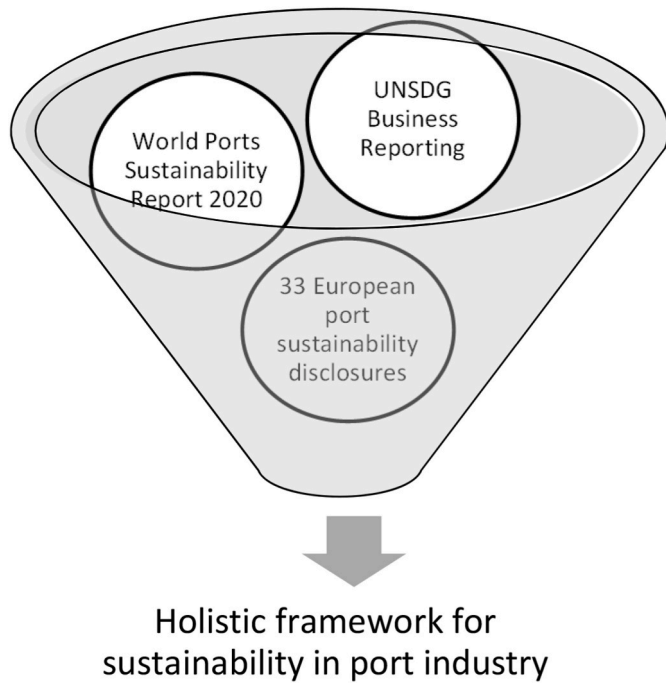 UNSDG
Business
Reporting
World Ports
Sustainability
Report 2020
33 European
port
sustainability
disclosures
Holistic framework for
sustainability in port industry